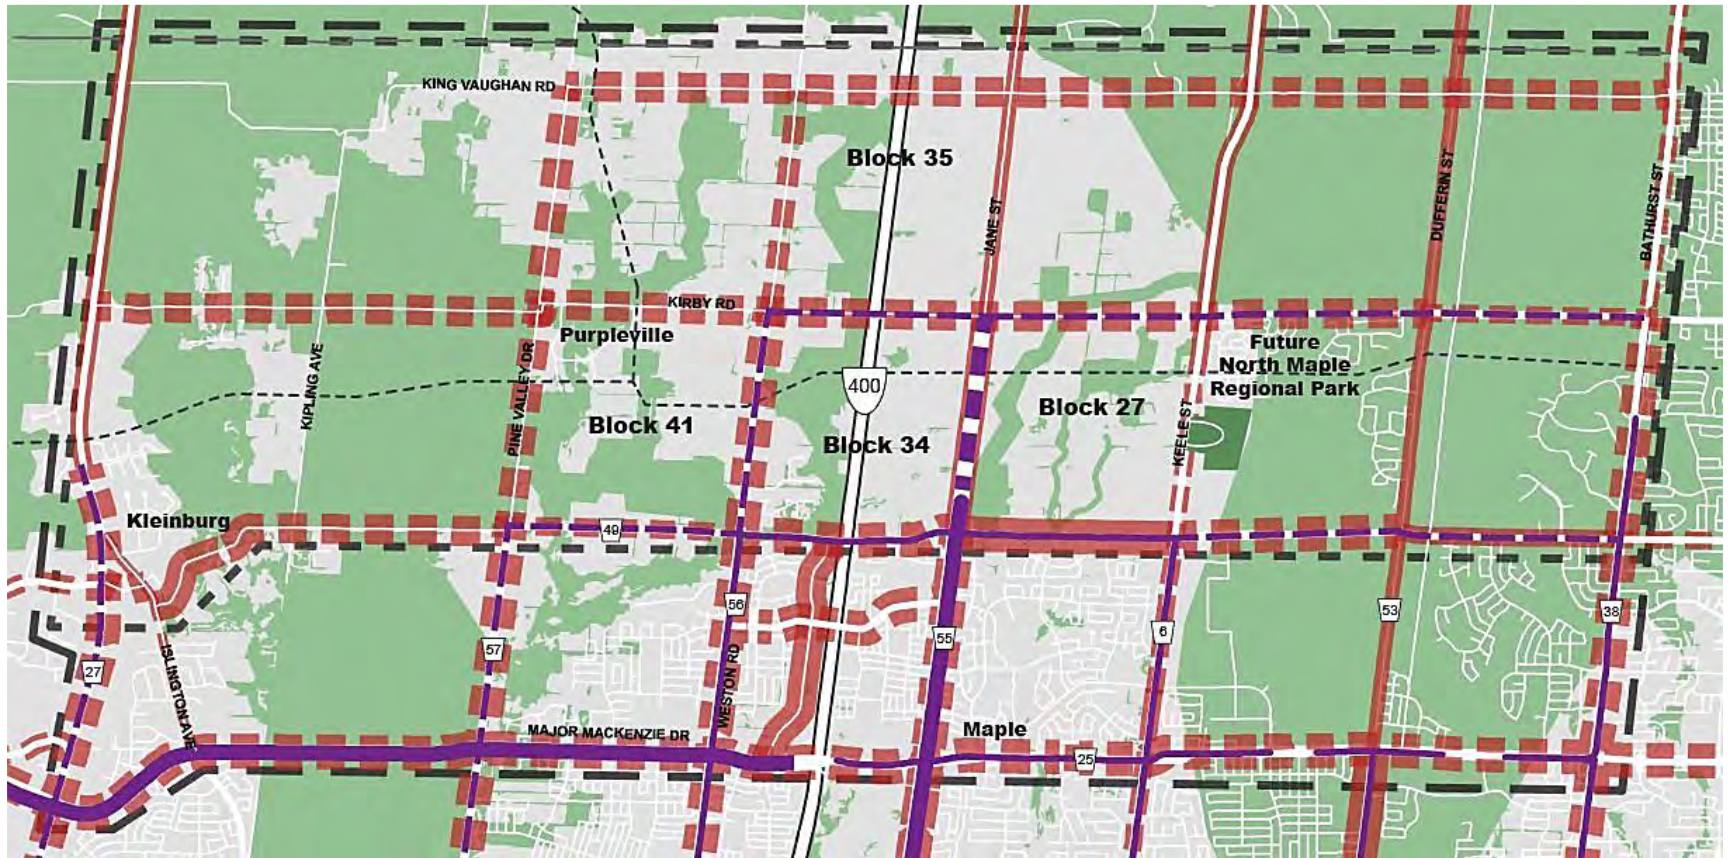 KING VAUGHAN RD
Block 35
JANE ST
DUFFERIN ST
BATHURST ST
KIRBY RD
Purpleville
Future
North Maple
Regional Park
KIPLING AVE
PINE VALLEY DR
400
Block 41
Block 34
Block 27
KEELE ST
Kleinburg
49
56
57
55
6
53
38
27
ISLINGTON AVE
WESTON RD
MAJOR MACKENZIE DR
Maple
25